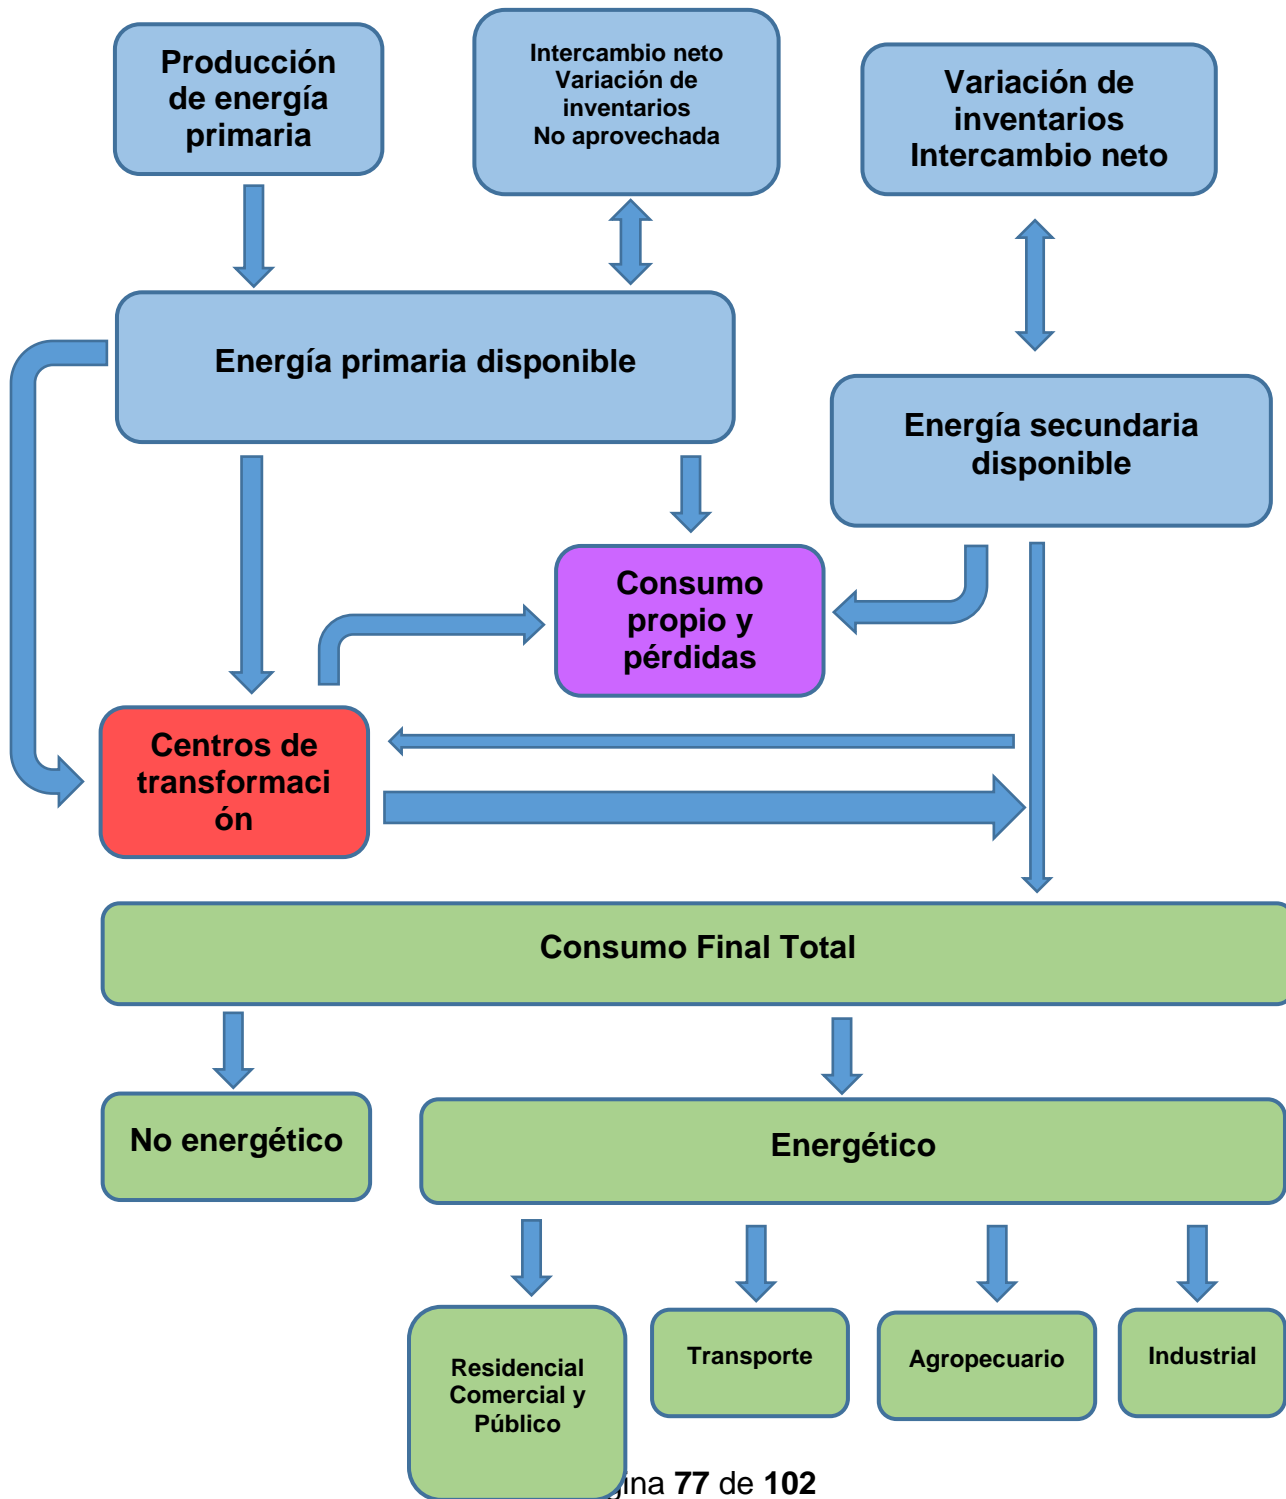 Producción
de energía
primaria
Intercambio neto
Variación de
inventarios
No aprovechada
Variación de
inventarios
Intercambio neto
Energía primaria disponible
Energía secundaria
disponible
Consumo
propio y
pérdidas
Centros de
transformaci
ón
Consumo Final Total
No energético
Energético
Residencial
Comercial y
Público
Transporte
Agropecuario
Industrial
gina 77 de 102